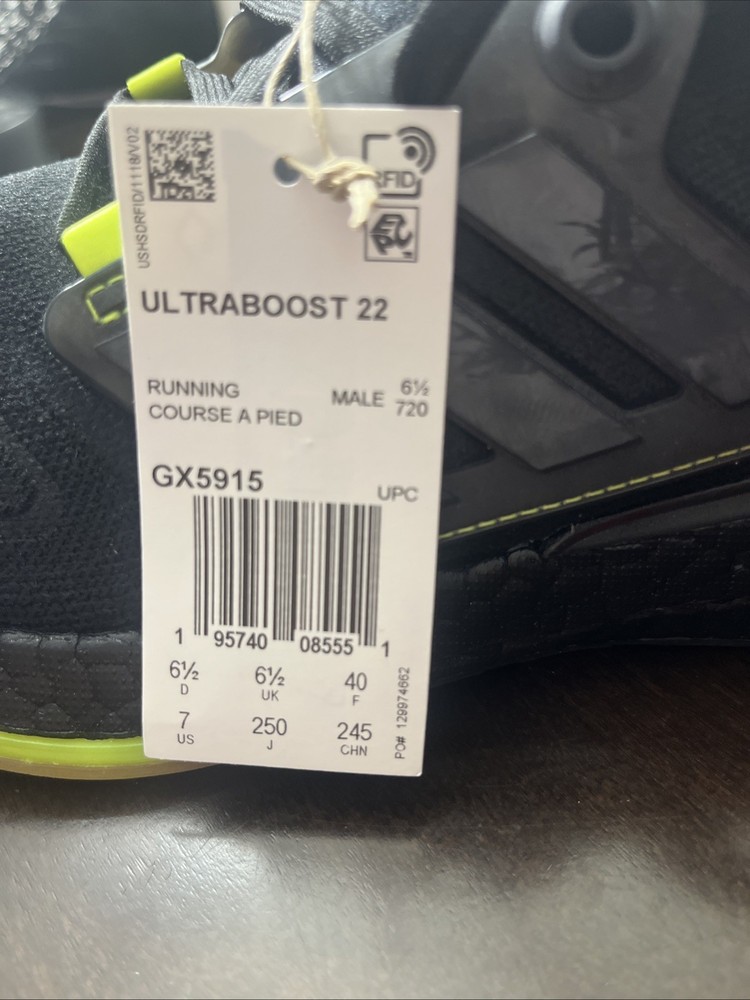 USHSDRFID/1118/V02
RFID
EPC
ULTRABOOST 22
RUNNING
COURSE A PIED
MALE 6½
720
GX5915
UPC
1 95740 08555 1
6½ 6½ 40
D UK F
7 250 245
US J CHN
PO# 129974662